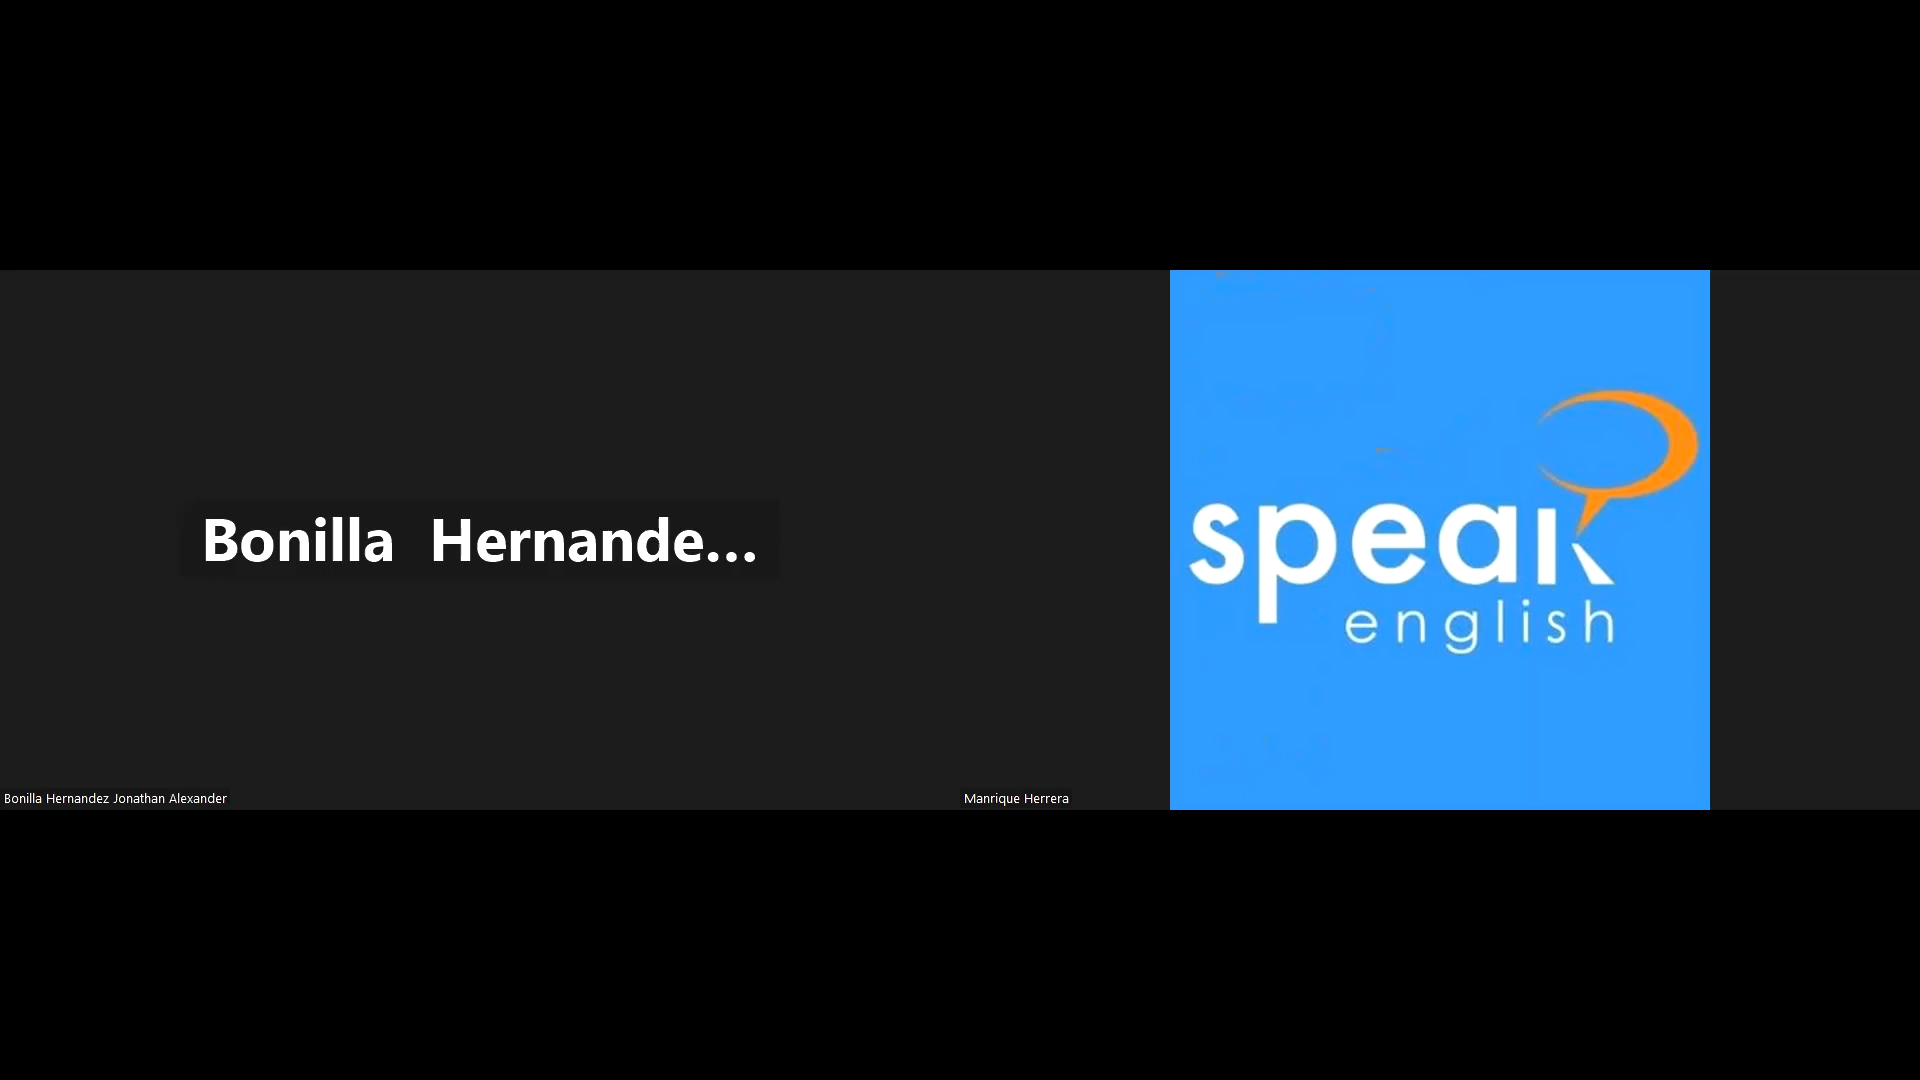 Bonilla Hernande...
speak
english
Bonilla Hernandez Jonathan Alexander
Manrique Herrera